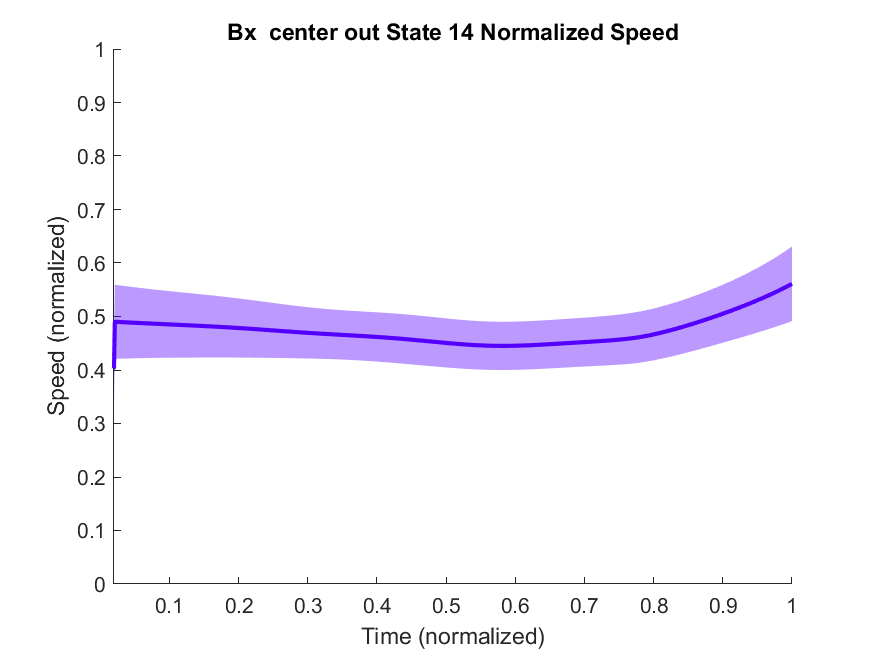 Bx  center out State 14 Normalized Speed
1
0.9
0.8
0.7
0.6
0.5
0.4
0.3
0.2
0.1
0
Speed (normalized)
0.1 0.2 0.3 0.4 0.5 0.6 0.7 0.8 0.9 1
Time (normalized)